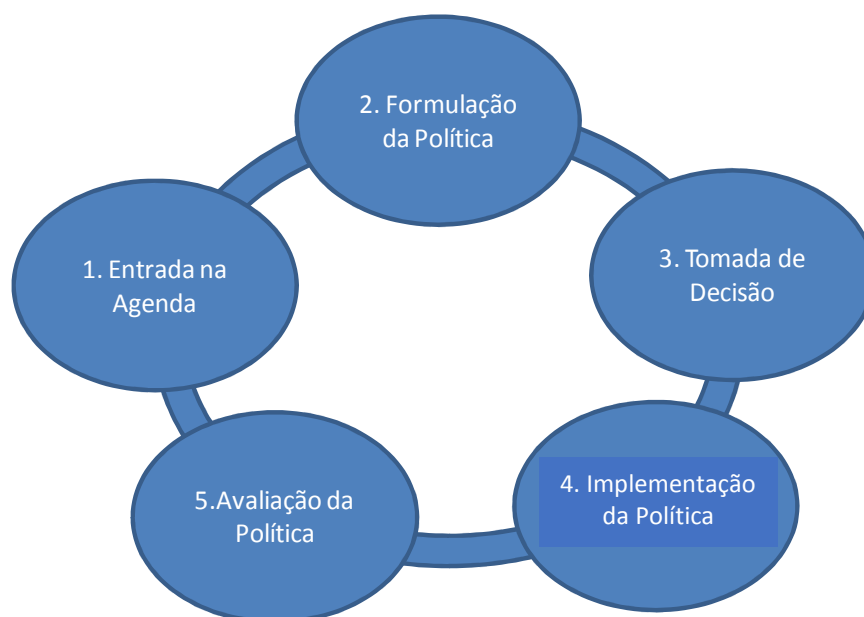 1. Entrada na
Agenda
2. Formulação
da Política
3. Tomada de
Decisão
4. Implementação
da Política
5.Avaliação da
Política